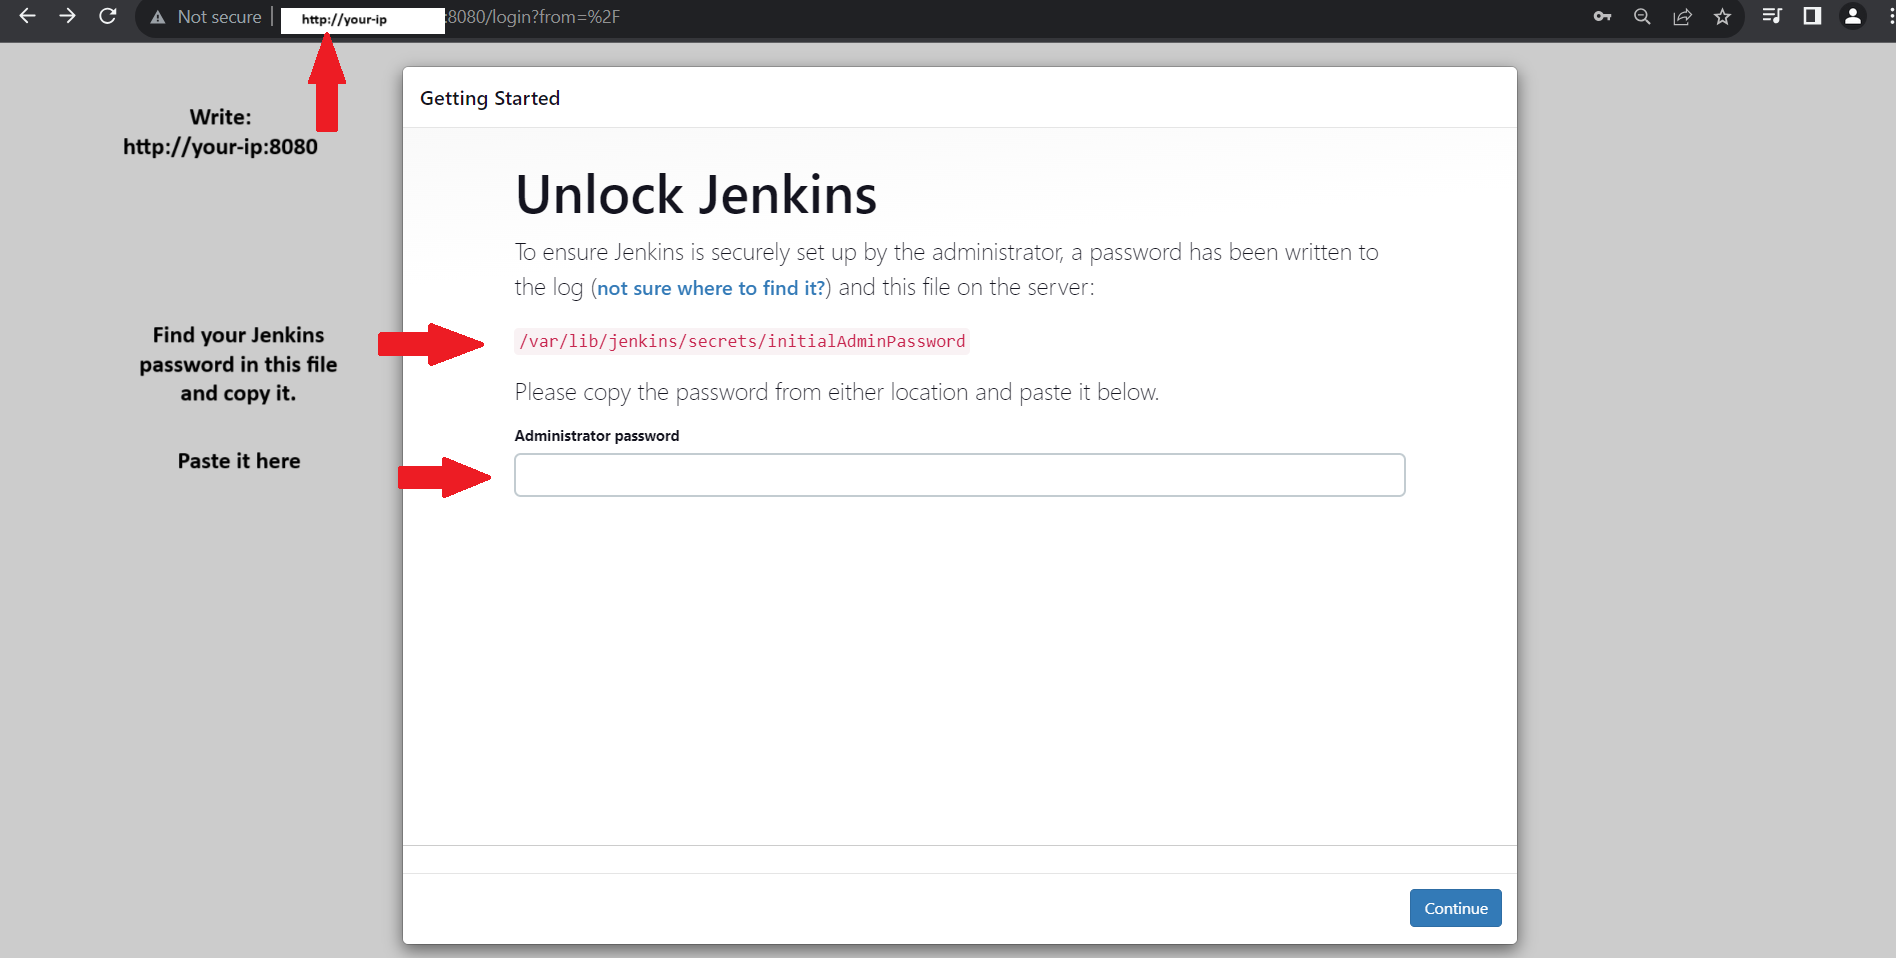 Not secure | http://your-ip :8080/login?from=%2F
Write:
http://your-ip:8080
Getting Started
Unlock Jenkins
To ensure Jenkins is securely set up by the administrator, a password has been written to
the log (not sure where to find it?) and this file on the server:
Find your Jenkins
password in this file
and copy it.
/var/lib/jenkins/secrets/initialAdminPassword
Please copy the password from either location and paste it below.
Administrator password
Paste it here
Continue